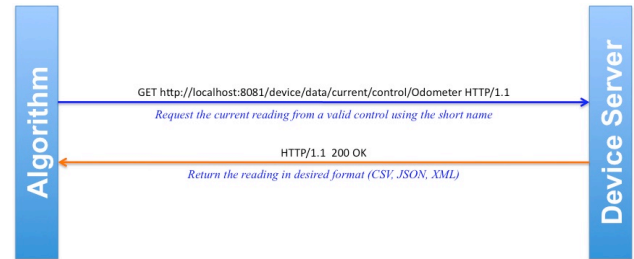 Algorithm
GET http://localhost:8081/device/data/current/control/Odometer HTTP/1.1
Request the current reading from a valid control using the short name
HTTP/1.1  200 OK
Return the reading in desired format (CSV, JSON, XML)
Device Server